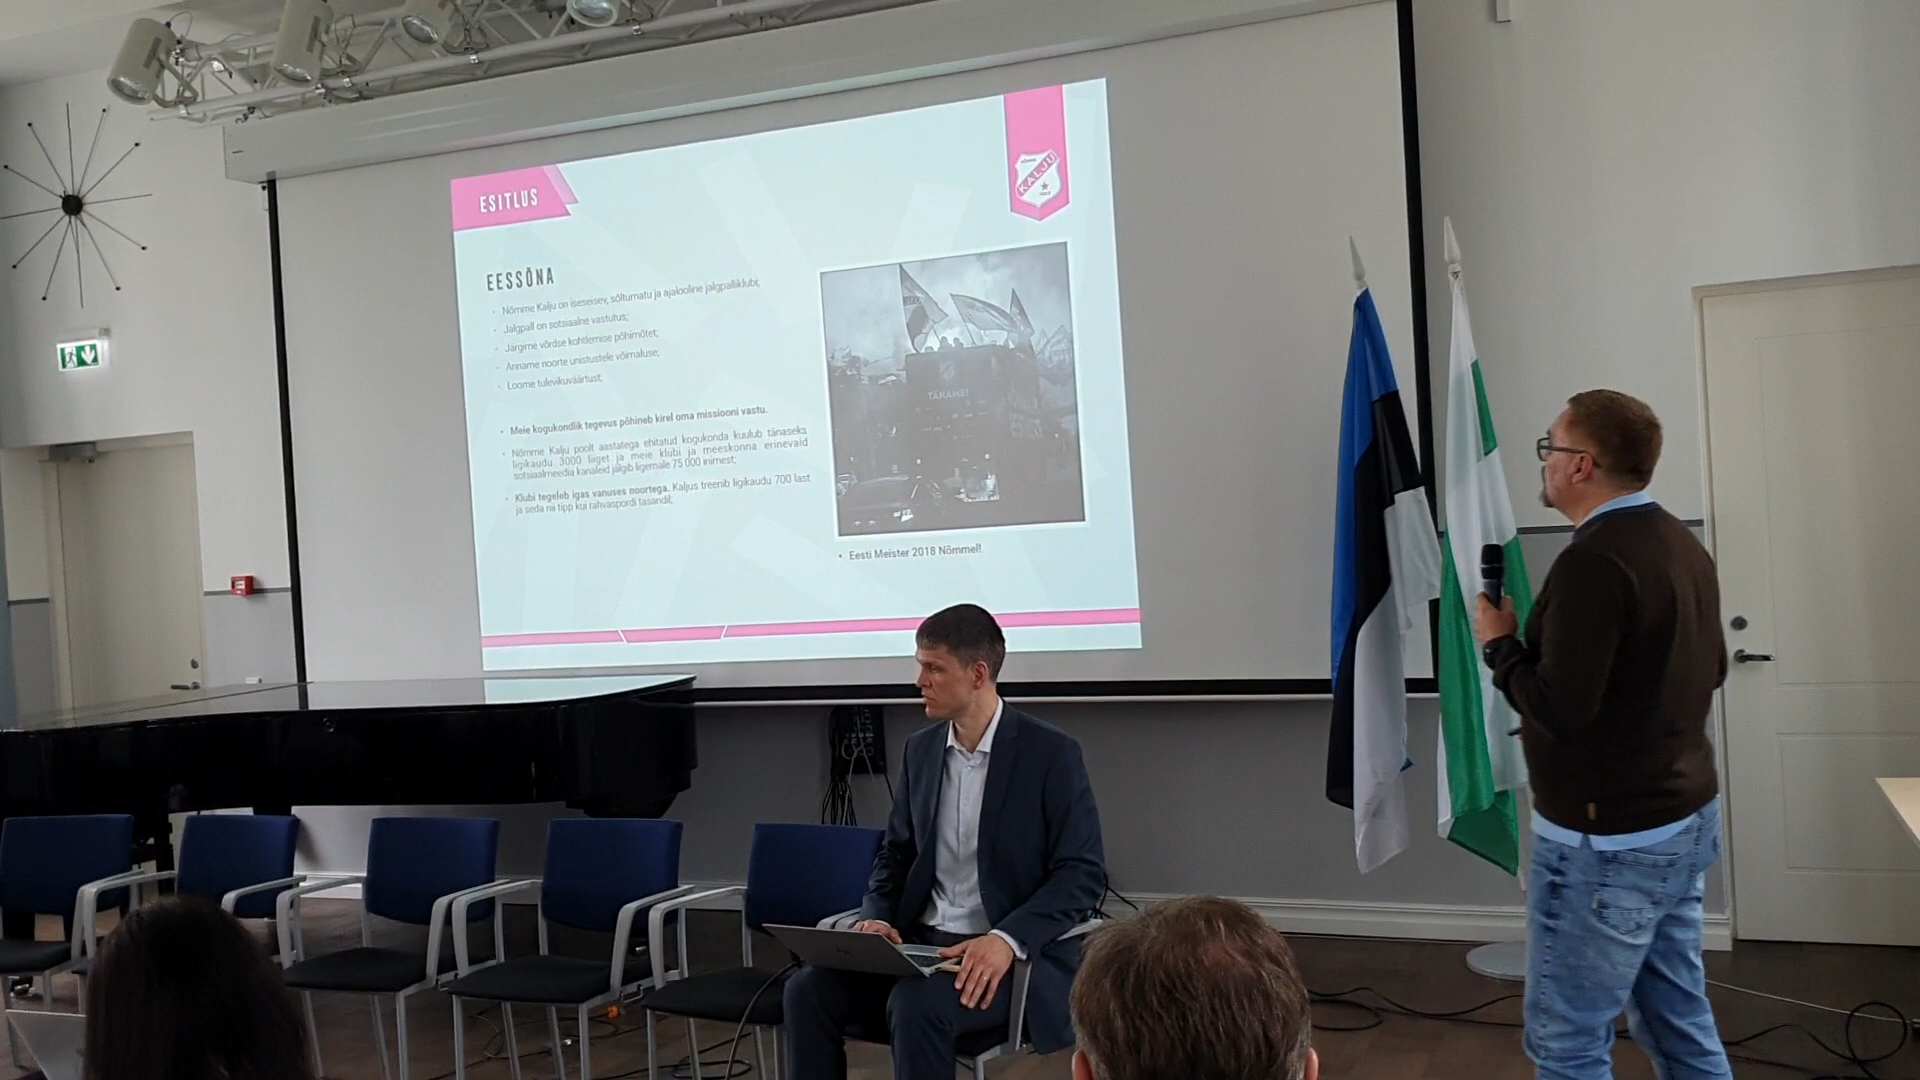 ESITLUS
NÕMME
KALJU
1923
EESSÕNA
Nõmme Kalju on iseseisev, sõltumatu ja ajalooline jalgpalliklubi;
Jalgpall on sotsiaalne vastutus;
Järgime võrdse kohtlemise põhimõtet;
Anname noorte unistustele võimaluse;
Loome tulevikuväärtust;
Meie kogukondlik tegevus põhineb kirel oma missiooni vastu.
Nõmme Kalju poolt aastatega ehitatud kogukonda kuulub tänaseks
ligikaudu 3000 liiget ja meie klubi ja meeskonna erinevaid
sotsiaalmeedia kanaleid jälgib ligemale 75 000 inimest;
Klubi tegeleb igas vanuses noortega. Kaljus treenib ligikaudu 700 last
ja seda nii tipp kui rahvaspordi tasandil;
TÄNAME!
Eesti Meister 2018 Nõmmel!
hp